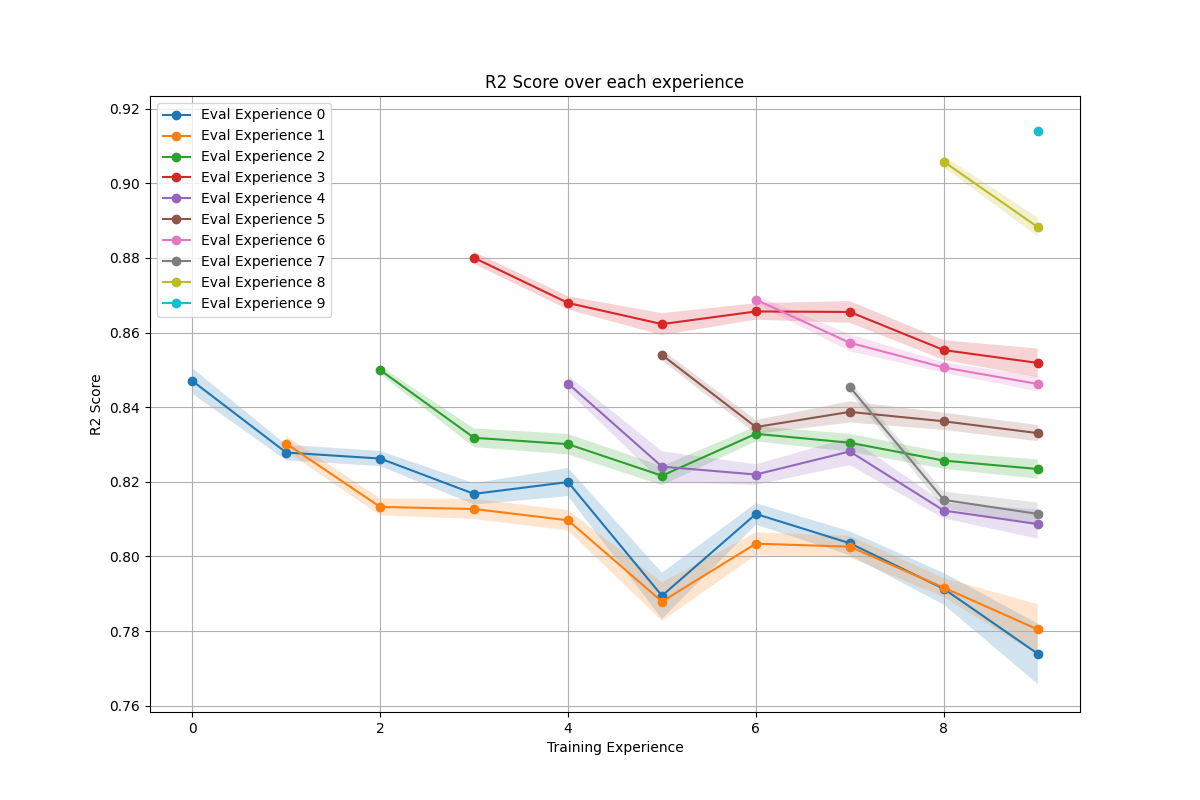 R2 Score over each experience
0.92
0.90
0.88
0.86
0.84
0.82
0.80
0.78
0.76
R2 Score
Eval Experience 0
Eval Experience 1
Eval Experience 2
Eval Experience 3
Eval Experience 4
Eval Experience 5
Eval Experience 6
Eval Experience 7
Eval Experience 8
Eval Experience 9
0 2 4 6 8
Training Experience